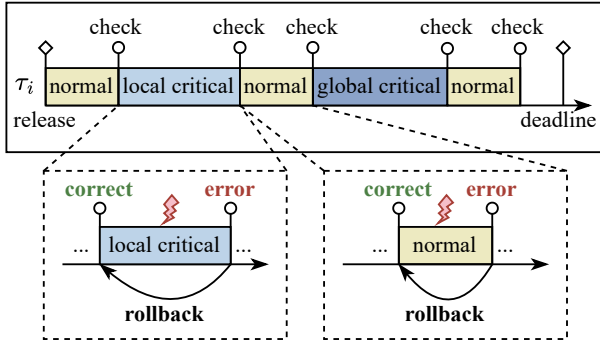 check check check check check
τi normal local critical normal global critical normal
release deadline
correct error
... local critical ...
rollback
correct error
... normal ...
rollback